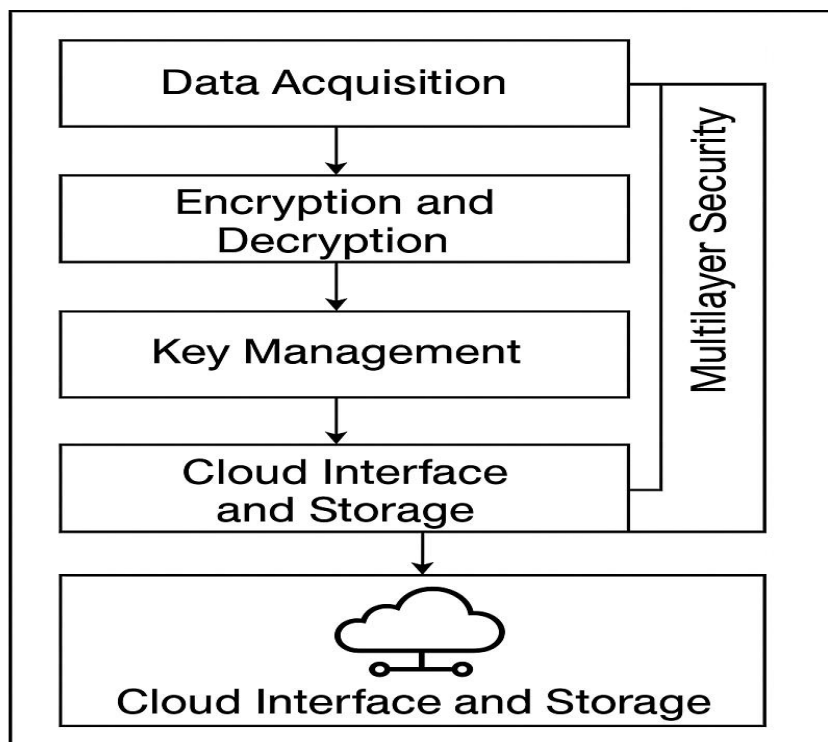 Data Acquisition
Encryption and
Decryption
Key Management
Cloud Interface
and Storage
Multilayer Security
Cloud Interface and Storage